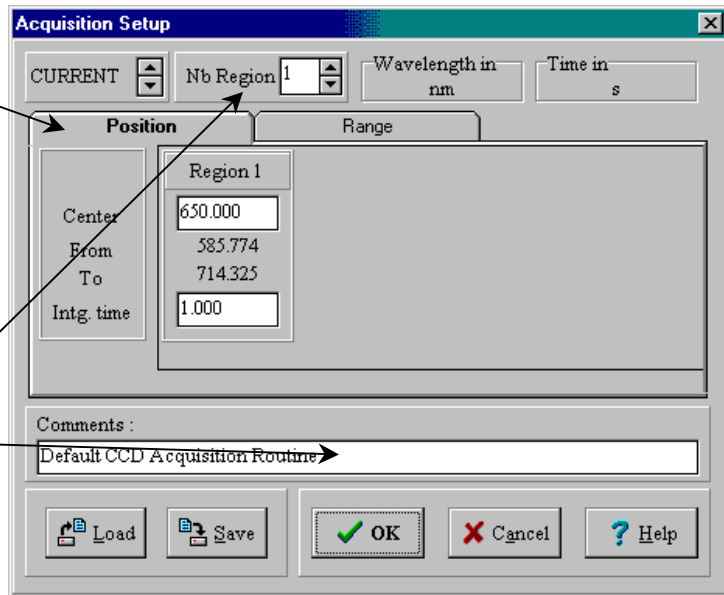 Acquisition Setup
CURRENT
Nb Region 1
Wavelength in
nm
Time in
s
Position
Range
Region 1
Center 650.000
From 585.774
To 714.325
Intg. time 1.000
Comments :
Default CCD Acquisition Routine
Load
Save
OK
Cancel
Help